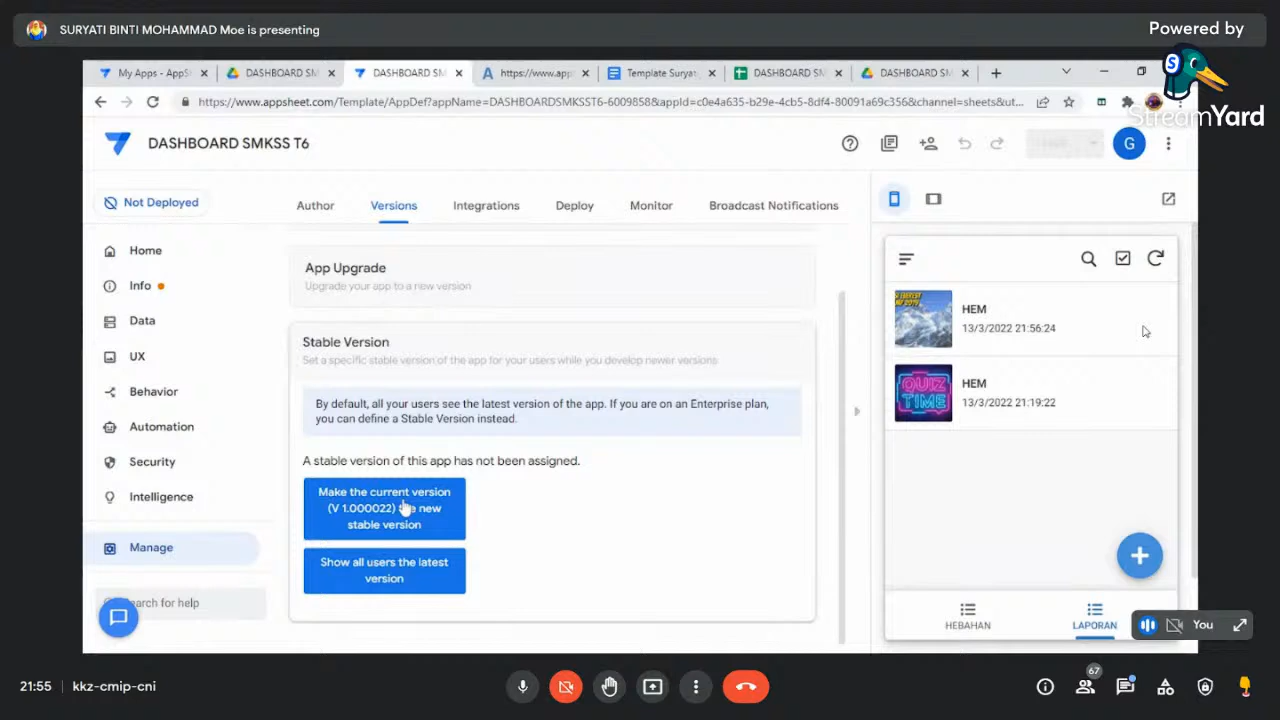 SURYATI BINTI MOHAMMAD Moe is presenting
Powered by
StreamYard
My Apps - AppS
DASHBOARD SM
DASHBOARD SM
https://www.app
Template Surya
DASHBOARD SM
DASHBOARD SM
https://www.appsheet.com/Template/AppDef?appName=DASHBOARDSMKSST6-6009858&appId=c0e4a635-b29e-4cb5-8df4-80091a69c356&channel=sheets&ut...
DASHBOARD SMKSS T6
G
Not Deployed
Author
Versions
Integrations
Deploy
Monitor
Broadcast Notifications
Home
Info
Data
UX
Behavior
Automation
Security
Intelligence
Manage
earch for help
App Upgrade
Upgrade your app to a new version
Stable Version
Set a specific stable version of the app for your users while you develop newer versions
By default, all your users see the latest version of the app. If you are on an Enterprise plan,
you can define a Stable Version instead.
A stable version of this app has not been assigned.
Make the current version
(V 1.000022) the new
stable version
Show all users the latest
version
HEM
13/3/2022 21:56:24
QUIZ
TIME
HEM
13/3/2022 21:19:22
HEBAHAN
LAPORAN
You
21:55
kkz-cmip-cni
67